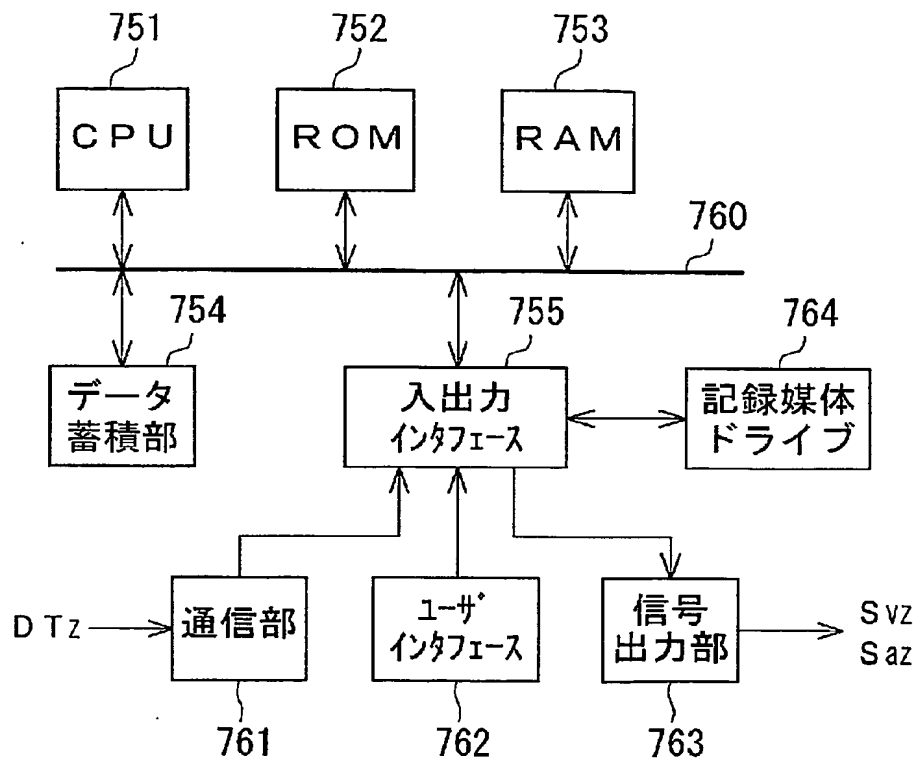 751
752
753
CPU
ROM
RAM
760
754
755
764
データ
蓄積部
入出力
インタフェース
記録媒体
ドライブ
DTz
通信部
ユーザ
インタフェース
信号
出力部
Svz
Saz
761
762
763